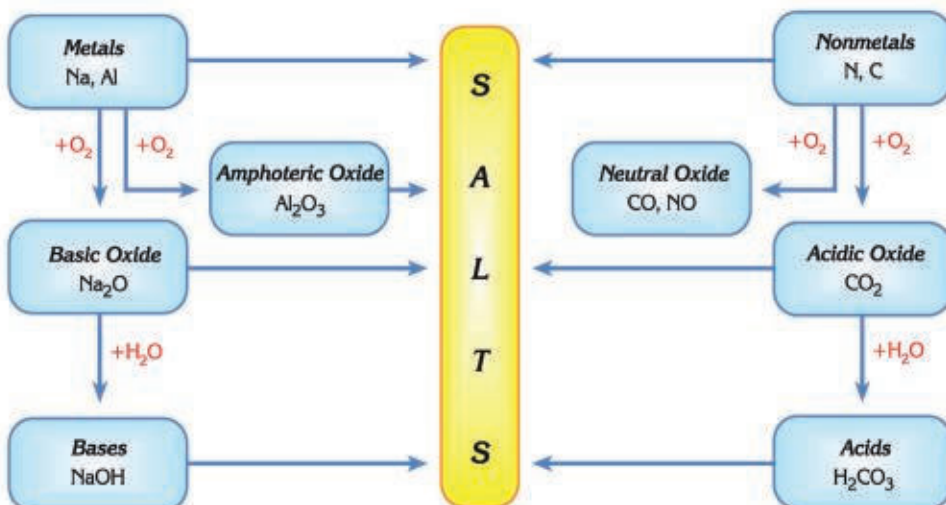 Metals
Na, Al
Nonmetals
N, C
+O₂
+O₂
+O₂
+O₂
Amphoteric Oxide
Al₂O₃
Neutral Oxide
CO, NO
Basic Oxide
Na₂O
Acidic Oxide
CO₂
+H₂O
+H₂O
Bases
NaOH
Acids
H₂CO₃
S
A
L
T
S